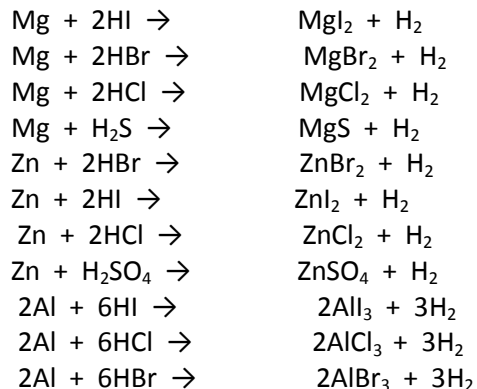 Mg + 2HI → MgI₂ + H₂
Mg + 2HBr → MgBr₂ + H₂
Mg + 2HCl → MgCl₂ + H₂
Mg + H₂S → MgS + H₂
Zn + 2HBr → ZnBr₂ + H₂
Zn + 2HI → ZnI₂ + H₂
Zn + 2HCl → ZnCl₂ + H₂
Zn + H₂SO₄ → ZnSO₄ + H₂
2Al + 6HI → 2AlI₃ + 3H₂
2Al + 6HCl → 2AlCl₃ + 3H₂
2Al + 6HBr → 2AlBr₃ + 3H₂